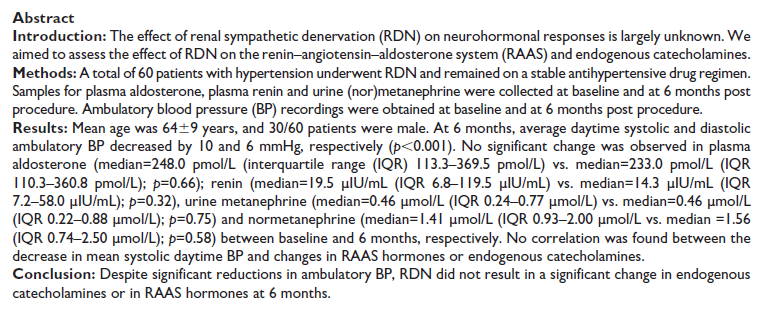 Abstract
Introduction: The effect of renal sympathetic denervation (RDN) on neurohormonal responses is largely unknown. We
aimed to assess the effect of RDN on the renin–angiotensin–aldosterone system (RAAS) and endogenous catecholamines.
Methods: A total of 60 patients with hypertension underwent RDN and remained on a stable antihypertensive drug regimen.
Samples for plasma aldosterone, plasma renin and urine (nor)metanephrine were collected at baseline and at 6 months post
procedure. Ambulatory blood pressure (BP) recordings were obtained at baseline and at 6 months post procedure.
Results: Mean age was 64±9 years, and 30/60 patients were male. At 6 months, average daytime systolic and diastolic
ambulatory BP decreased by 10 and 6 mmHg, respectively (p<0.001). No significant change was observed in plasma
aldosterone (median=248.0 pmol/L (interquartile range (IQR) 113.3–369.5 pmol/L) vs. median=233.0 pmol/L (IQR
110.3–360.8 pmol/L); p=0.66); renin (median=19.5 µIU/mL (IQR 6.8–119.5 µIU/mL) vs. median=14.3 µIU/mL (IQR
7.2–58.0 µIU/mL); p=0.32), urine metanephrine (median=0.46 µmol/L (IQR 0.24–0.77 µmol/L) vs. median=0.46 µmol/L
(IQR 0.22–0.88 µmol/L); p=0.75) and normetanephrine (median=1.41 µmol/L (IQR 0.93–2.00 µmol/L vs. median =1.56
(IQR 0.74–2.50 µmol/L); p=0.58) between baseline and 6 months, respectively. No correlation was found between the
decrease in mean systolic daytime BP and changes in RAAS hormones or endogenous catecholamines.
Conclusion: Despite significant reductions in ambulatory BP, RDN did not result in a significant change in endogenous
catecholamines or in RAAS hormones at 6 months.